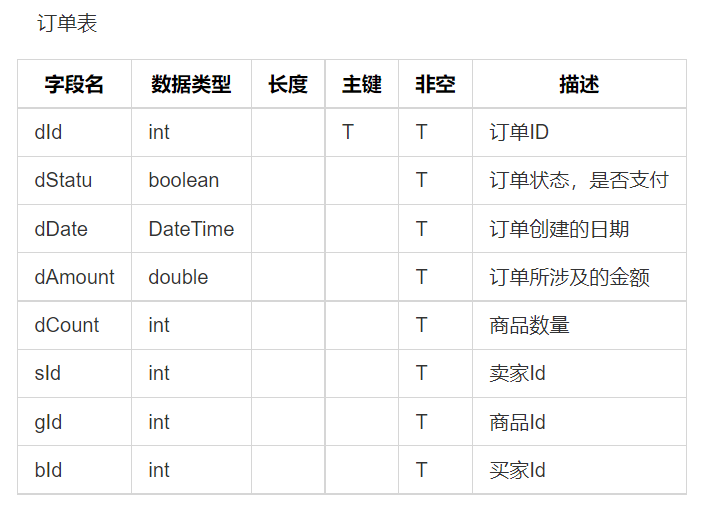 订单表
字段名 数据类型 长度 主键 非空 描述
dId int T T 订单ID
dStatu boolean T 订单状态，是否支付
dDate DateTime T 订单创建的日期
dAmount double T 订单所涉及的金额
dCount int T 商品数量
sId int T 卖家Id
gId int T 商品Id
bId int T 买家Id